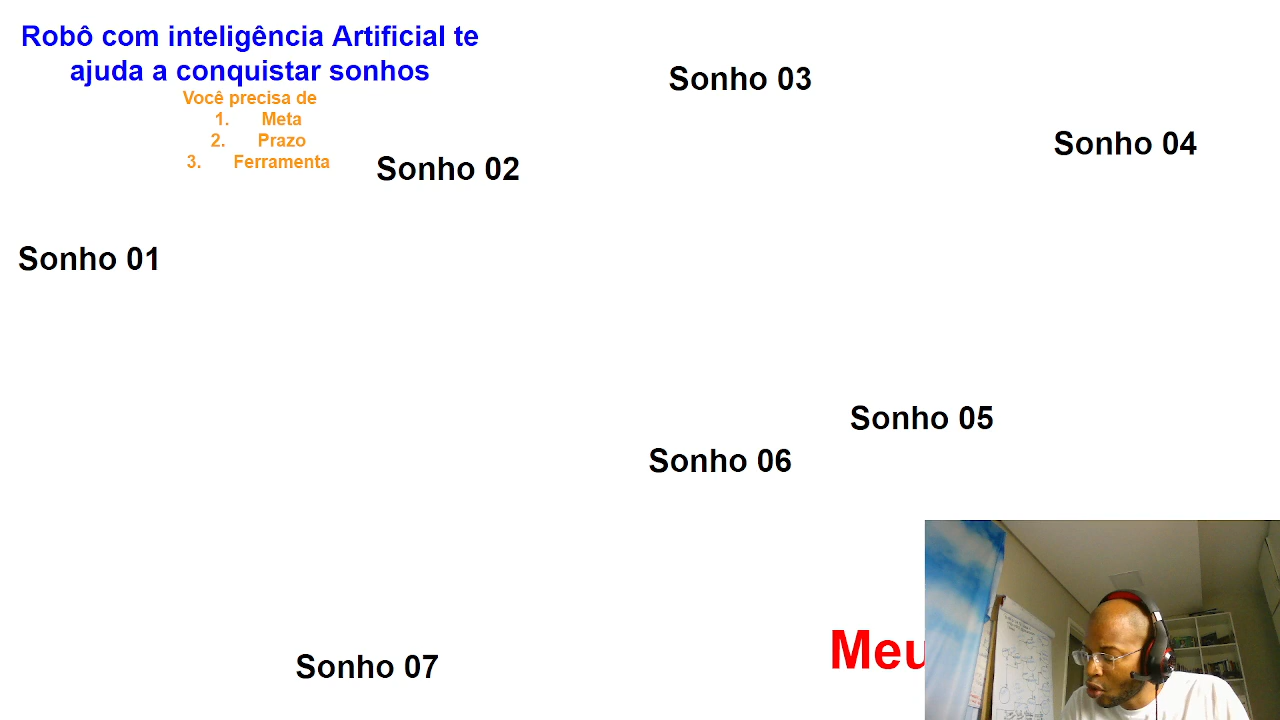 Robô com inteligência Artificial te
ajuda a conquistar sonhos
Você precisa de
1. Meta
2. Prazo
3. Ferramenta
Sonho 03
Sonho 04
Sonho 02
Sonho 01
Sonho 05
Sonho 06
Sonho 07